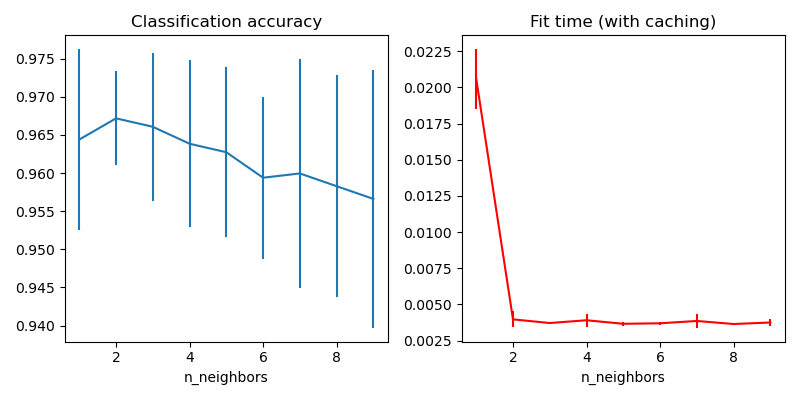 Classification accuracy
0.975
0.970
0.965
0.960
0.955
0.950
0.945
0.940
2 4 6 8
n_neighbors
Fit time (with caching)
0.0225
0.0200
0.0175
0.0150
0.0125
0.0100
0.0075
0.0050
0.0025
2 4 6 8
n_neighbors